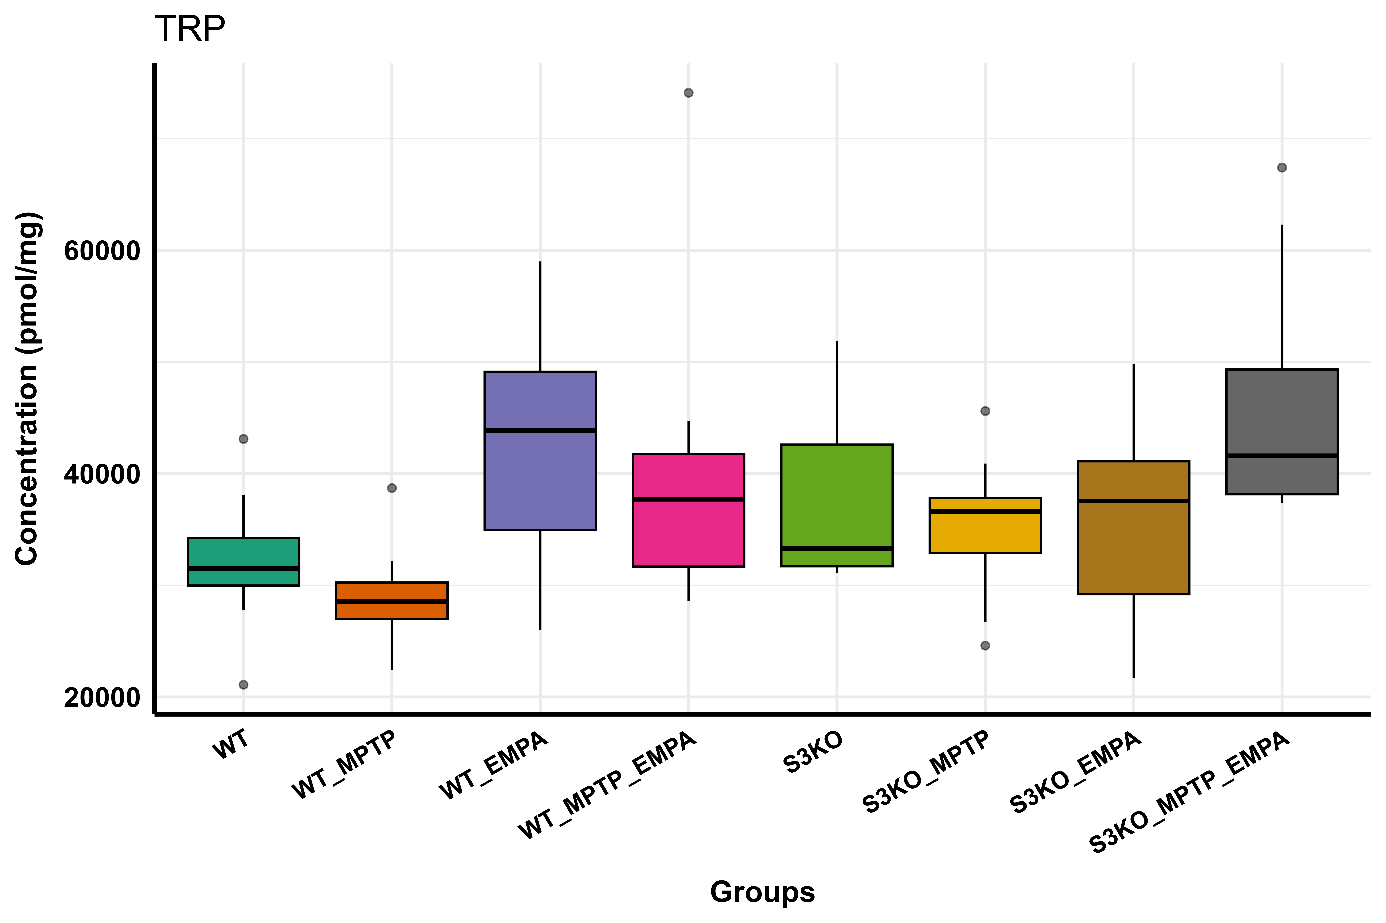 TRP
Concentration (pmol/mg)
60000
40000
20000
WT
WT_MPTP
WT_EMPA
WT_MPTP_EMPA
S3KO
S3KO_MPTP
S3KO_EMPA
S3KO_MPTP_EMPA
Groups